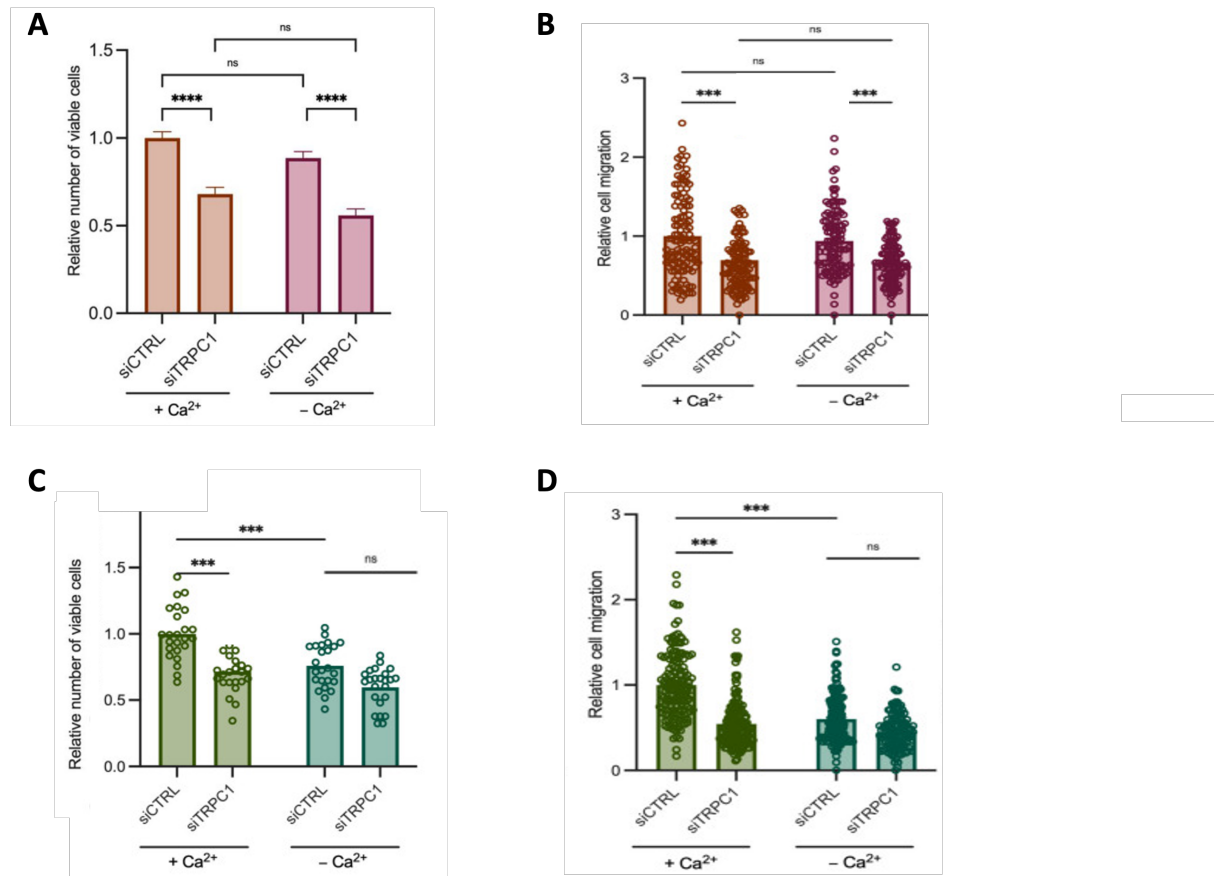 A
ns
ns
****
****
Relative number of viable cells
1.5
1.0
0.5
0.0
siCTRL
siTRPC1
siCTRL
siTRPC1
+ Ca²⁺
– Ca²⁺
B
ns
ns
***
***
Relative cell migration
3
2
1
0
siCTRL
siTRPC1
siCTRL
siTRPC1
+ Ca²⁺
– Ca²⁺
C
***
***
ns
Relative number of viable cells
1.5
1.0
0.5
0.0
siCTRL
siTRPC1
siCTRL
siTRPC1
+ Ca²⁺
– Ca²⁺
D
***
***
ns
Relative cell migration
3
2
1
0
siCTRL
siTRPC1
siCTRL
siTRPC1
+ Ca²⁺
– Ca²⁺